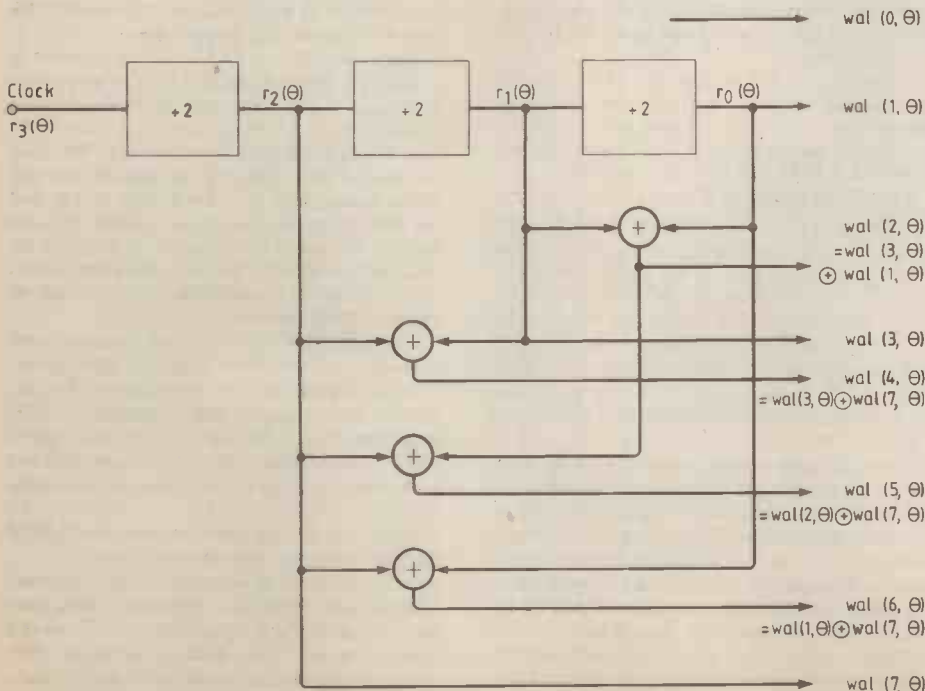 wal (0, Θ)
Clock
r₃(Θ)
÷2
r₂(Θ)
÷2
r₁(Θ)
÷2
r₀(Θ)
wal (1, Θ)
+
wal (2, Θ)
=wal (3, Θ)
⊕ wal (1, Θ)
+
wal (3, Θ)
wal (4, Θ)
=wal(3,Θ)⊕wal(7, Θ)
+
wal (5, Θ)
=wal(2,Θ)⊕wal(7, Θ)
+
wal (6, Θ)
=wal(1,Θ)⊕wal(7, Θ)
wal (7, Θ)